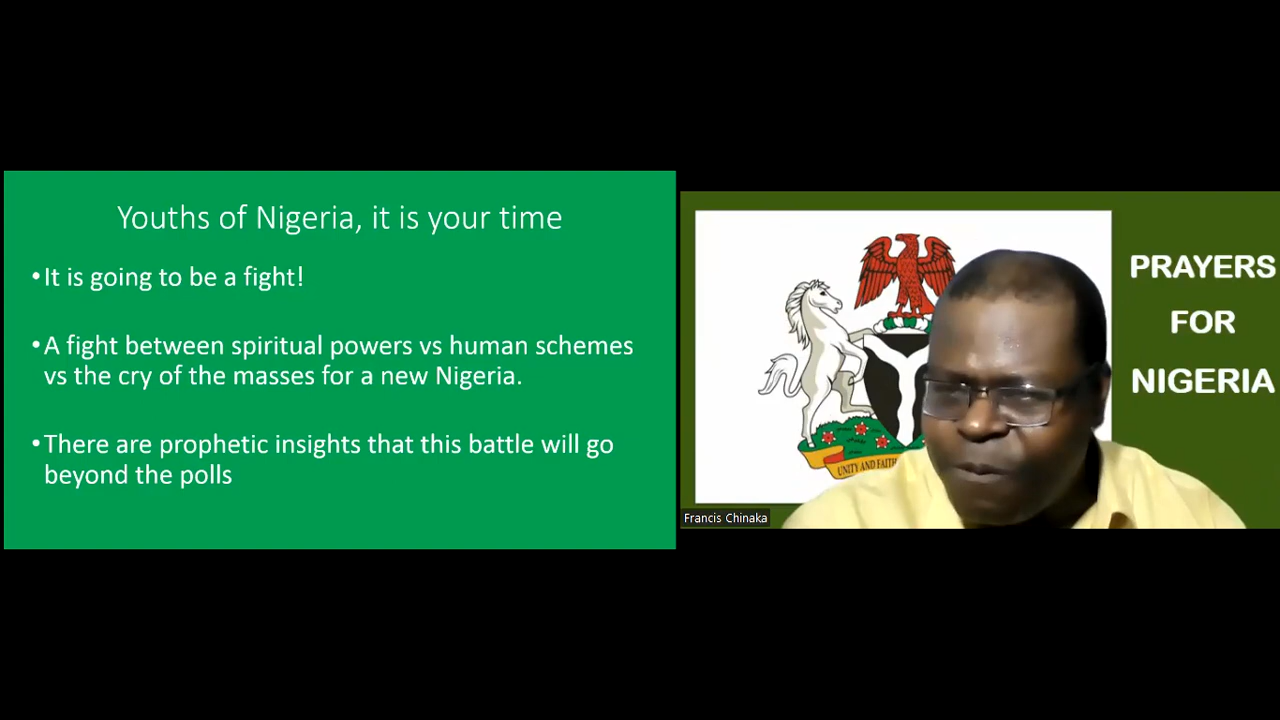 Youths of Nigeria, it is your time
•It is going to be a fight!
•A fight between spiritual powers vs human schemes
vs the cry of the masses for a new Nigeria.
•There are prophetic insights that this battle will go
beyond the polls
PRAYERS
FOR
NIGERIA
UNITY AND FAITH
Francis Chinaka